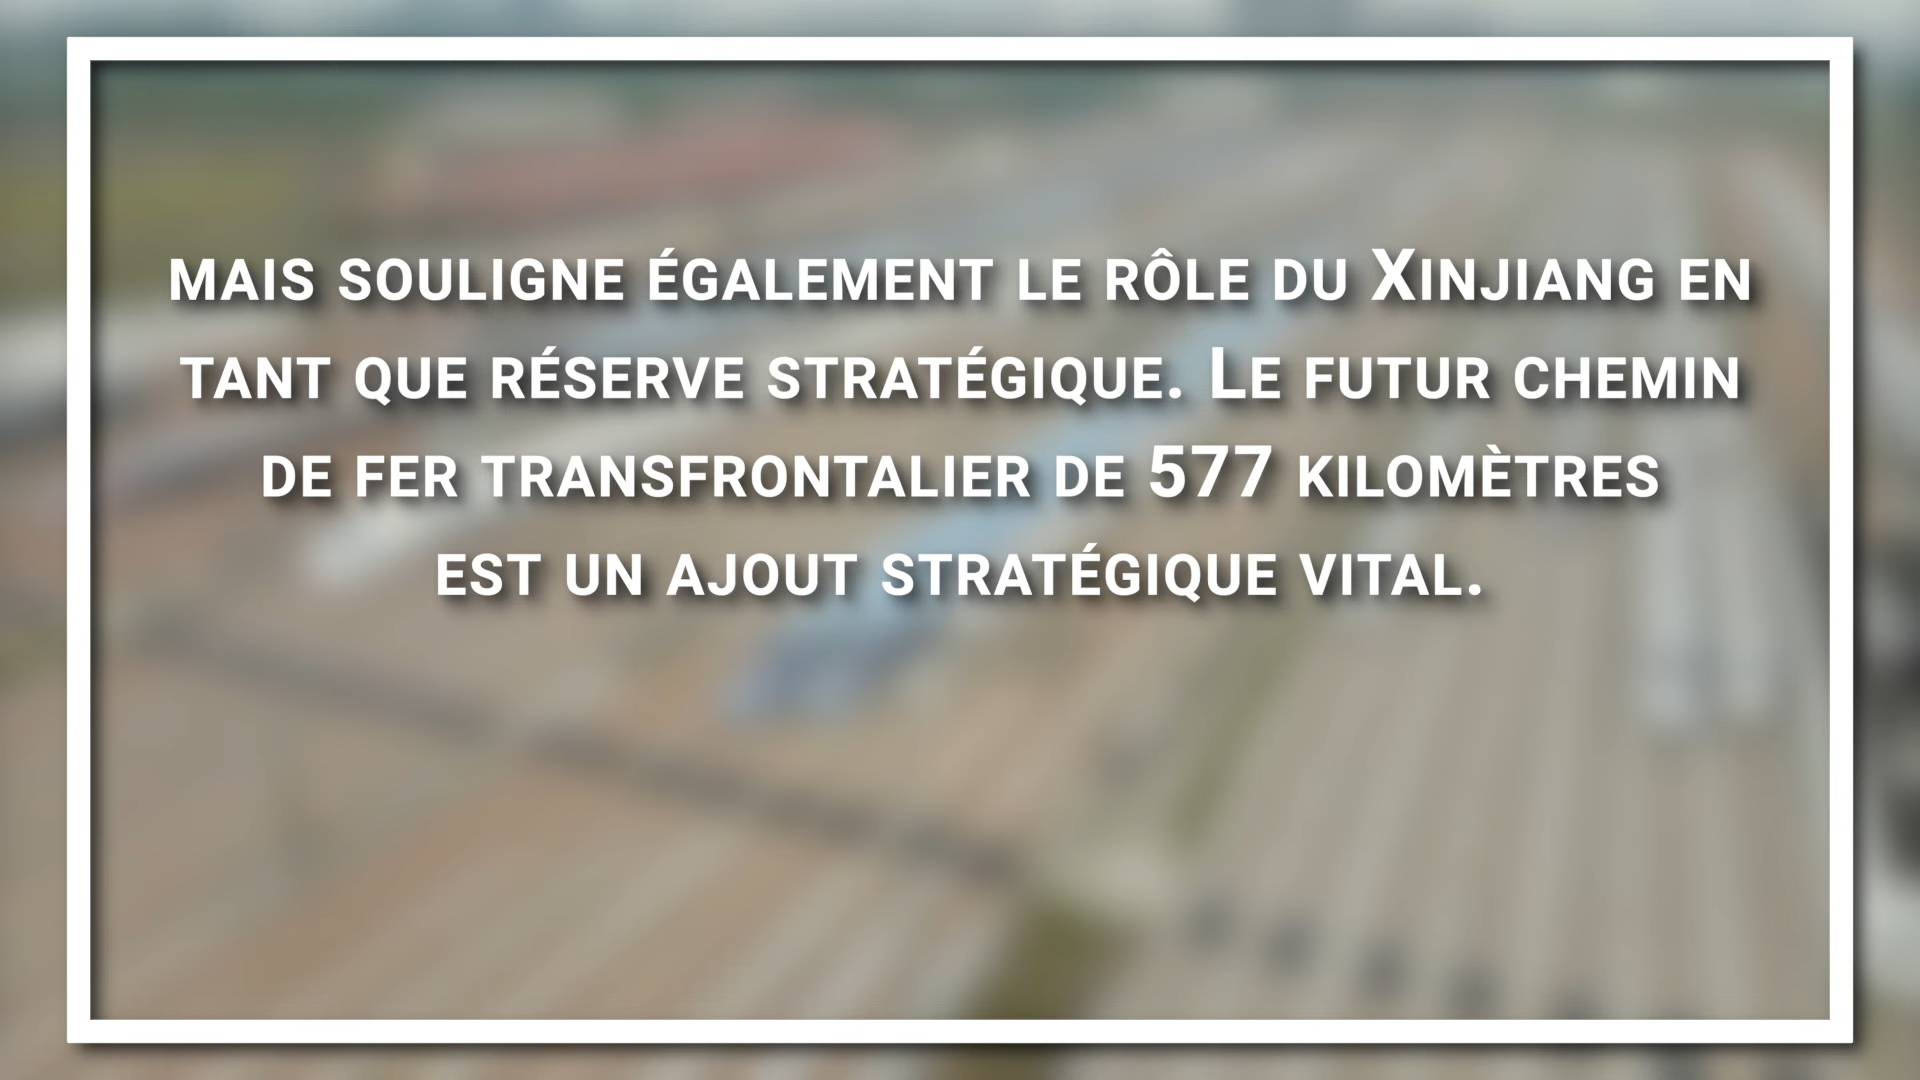 mais souligne également le rôle du Xinjiang en
tant que réserve stratégique. Le futur chemin
de fer transfrontalier de 577 kilomètres
est un ajout stratégique vital.